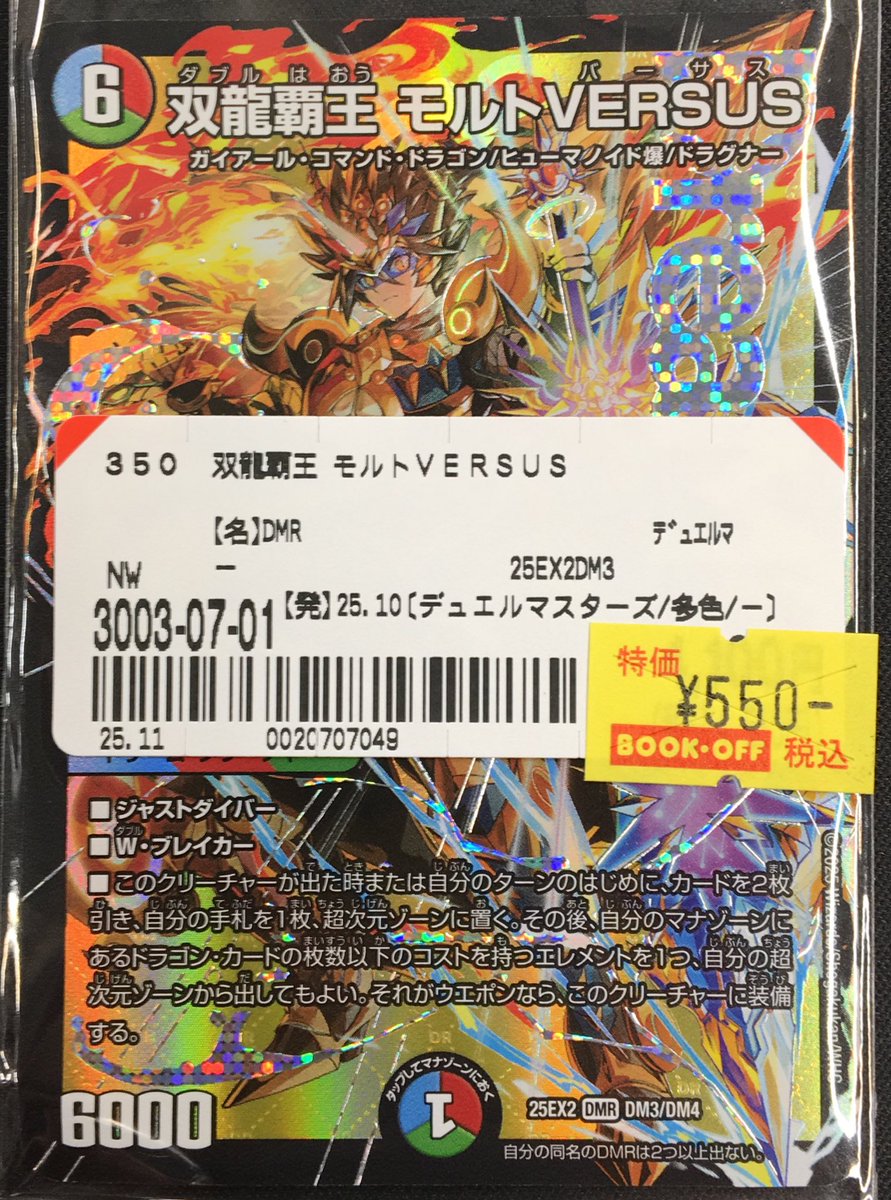 6
双龍覇王 モルトVERSUS
ダブル はおう バーサス
ガイアール・コマンド・ドラゴン/ヒューマノイド爆/ドラグナー
350 双龍覇王 モルトVERSUS
【名】DMR デュエルマ
NW - 25EX2DM3
3003-07-01 【発】25.10〔デュエルマスターズ/多色/ー〕
25.11 0020707049
特価
¥550-
BOOK・OFF 税込
■ジャストダイバー
■W・ブレイカー
■このクリーチャーが出た時または自分のターンのはじめに、カードを2枚
引き、自分の手札を1枚、超次元ゾーンに置く。その後、自分のマナゾーンに
あるドラゴン・カードの枚数以下のコストを持つエレメントを1つ、自分の超
次元ゾーンから出してもよい。それがウエポンなら、このクリーチャーに装備
する。
タップしてマナゾーンにおく
1
6000
25EX2 DMR DM3/DM4
自分の同名のDMRは2つ以上出ない。